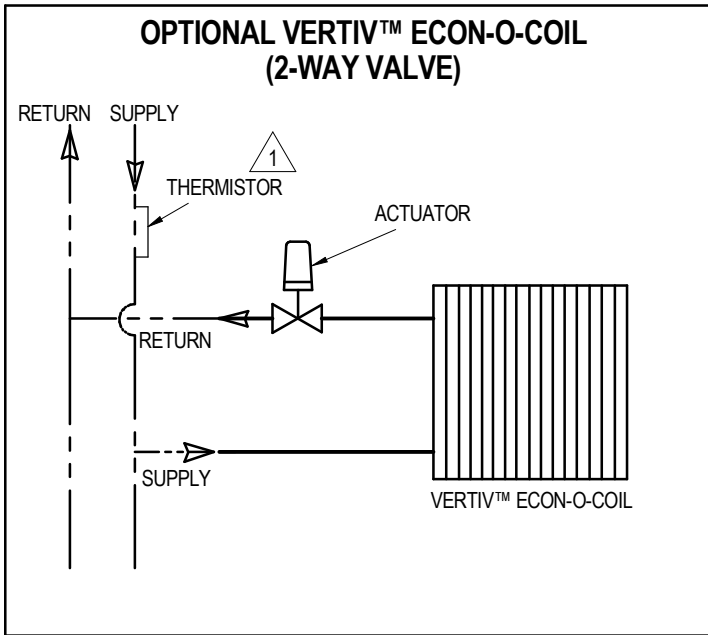 OPTIONAL VERTIV™ ECON-O-COIL
(2-WAY VALVE)
RETURN SUPPLY
1
THERMISTOR
ACTUATOR
RETURN
SUPPLY
VERTIV™ ECON-O-COIL